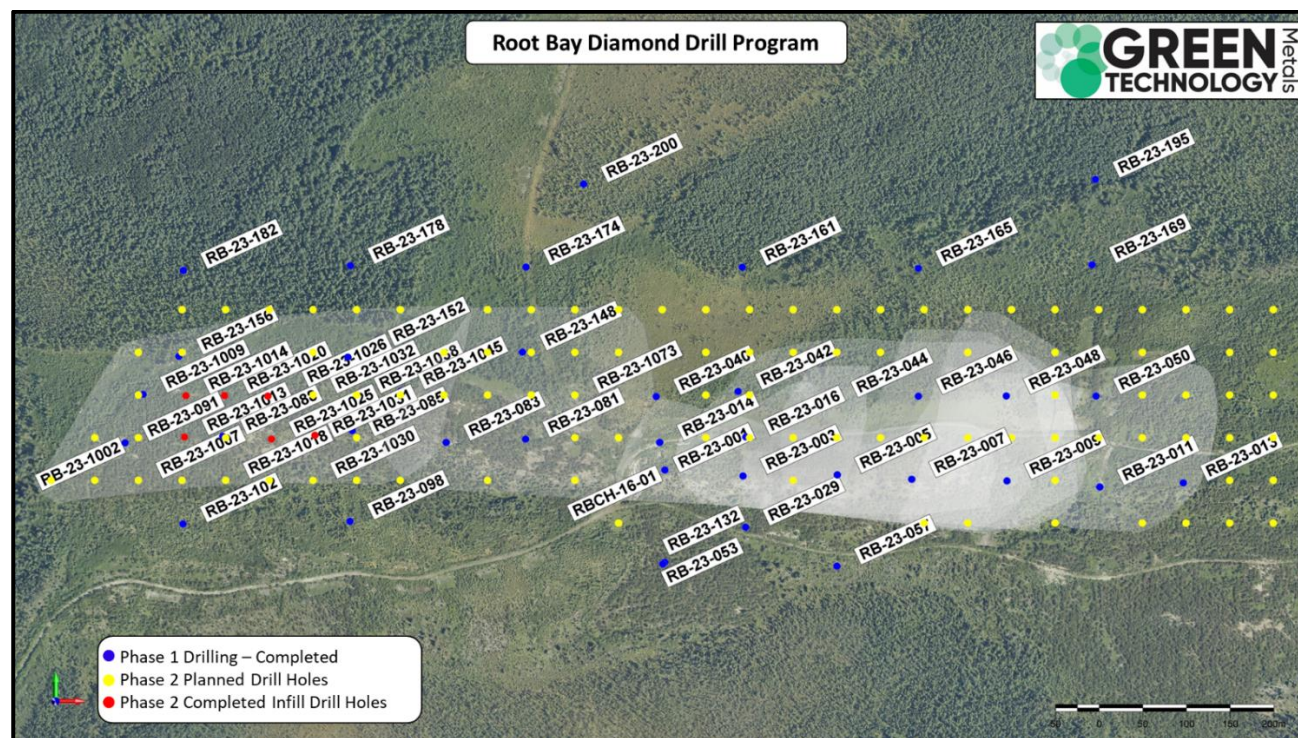 Root Bay Diamond Drill Program
GREEN
TECHNOLOGY
Metals
RB-23-200
RB-23-195
RB-23-182
RB-23-178
RB-23-174
RB-23-161
RB-23-165
RB-23-169
RB-23-156
RB-23-152
RB-23-148
RB-23-1009
RB-23-1014
RB-23-1026
RB-23-1032
RB-23-1073
RB-23-042
RB-23-044
RB-23-046
RB-23-048
RB-23-050
RB-23-091
RB-23-1025
RB-23-083
RB-23-081
RB-23-014
RB-23-016
RB-23-1002
RB-23-1007
RB-23-1018
RB-23-1030
RB-23-003
RB-23-005
RB-23-007
RB-23-009
RB-23-011
RB-23-102
RB-23-098
RBCH-16-01
RB-23-029
RB-23-132
RB-23-053
RB-23-057
Phase 1 Drilling – Completed
Phase 2 Planned Drill Holes
Phase 2 Completed Infill Drill Holes
50 0 50 100 150 200m